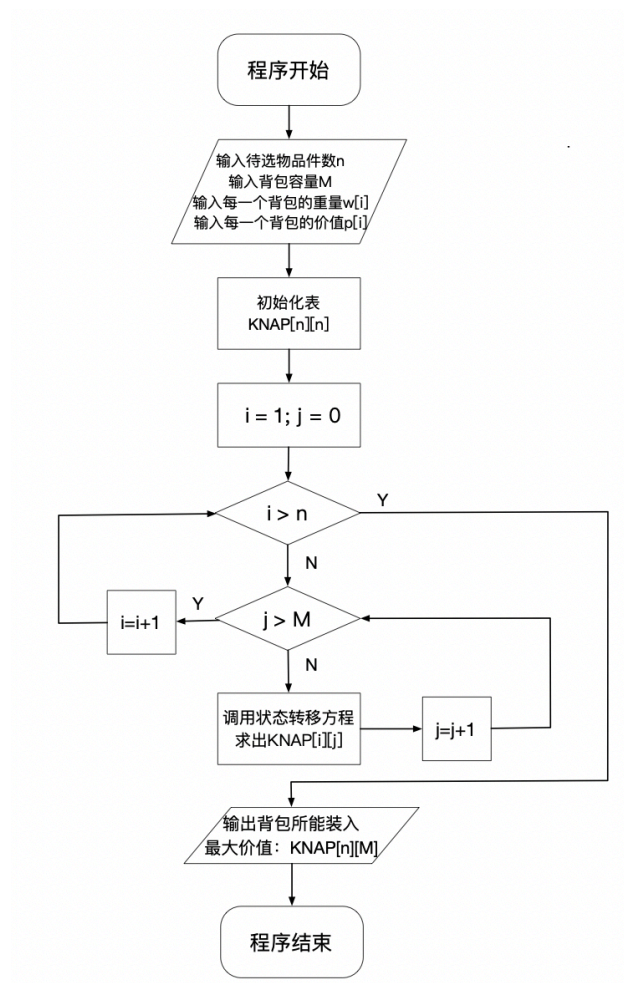 程序开始
输入待选物品件数n
输入背包容量M
输入每一个背包的重量w[i]
输入每一个背包的价值p[i]
初始化表
KNAP[n][n]
i = 1; j = 0
i > n
Y
N
j > M
Y
i=i+1
N
调用状态转移方程
求出KNAP[i][j]
j=j+1
输出背包所能装入
最大价值：KNAP[n][M]
程序结束